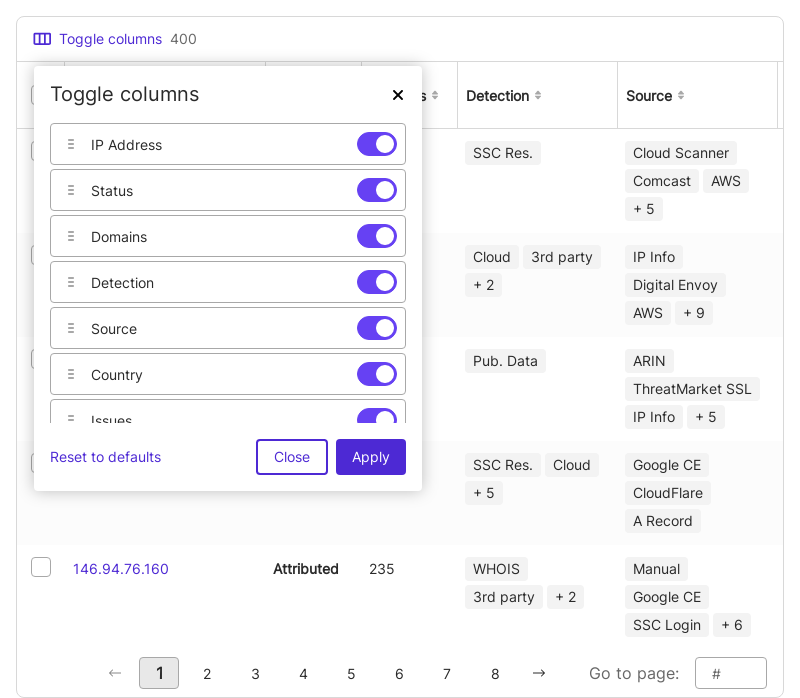 Toggle columns 400
Toggle columns
s Detection Source
IP Address
Status
Domains
Detection
Source
Country
Issues
Reset to defaults Close Apply
SSC Res. Cloud Scanner
Comcast AWS
+ 5
Cloud 3rd party IP Info
+ 2 Digital Envoy
AWS + 9
Pub. Data ARIN
ThreatMarket SSL
IP Info + 5
SSC Res. Cloud Google CE
+ 5 CloudFlare
A Record
146.94.76.160 Attributed 235 WHOIS Manual
3rd party + 2 Google CE
SSC Login + 6
← 1 2 3 4 5 6 7 8 → Go to page: #